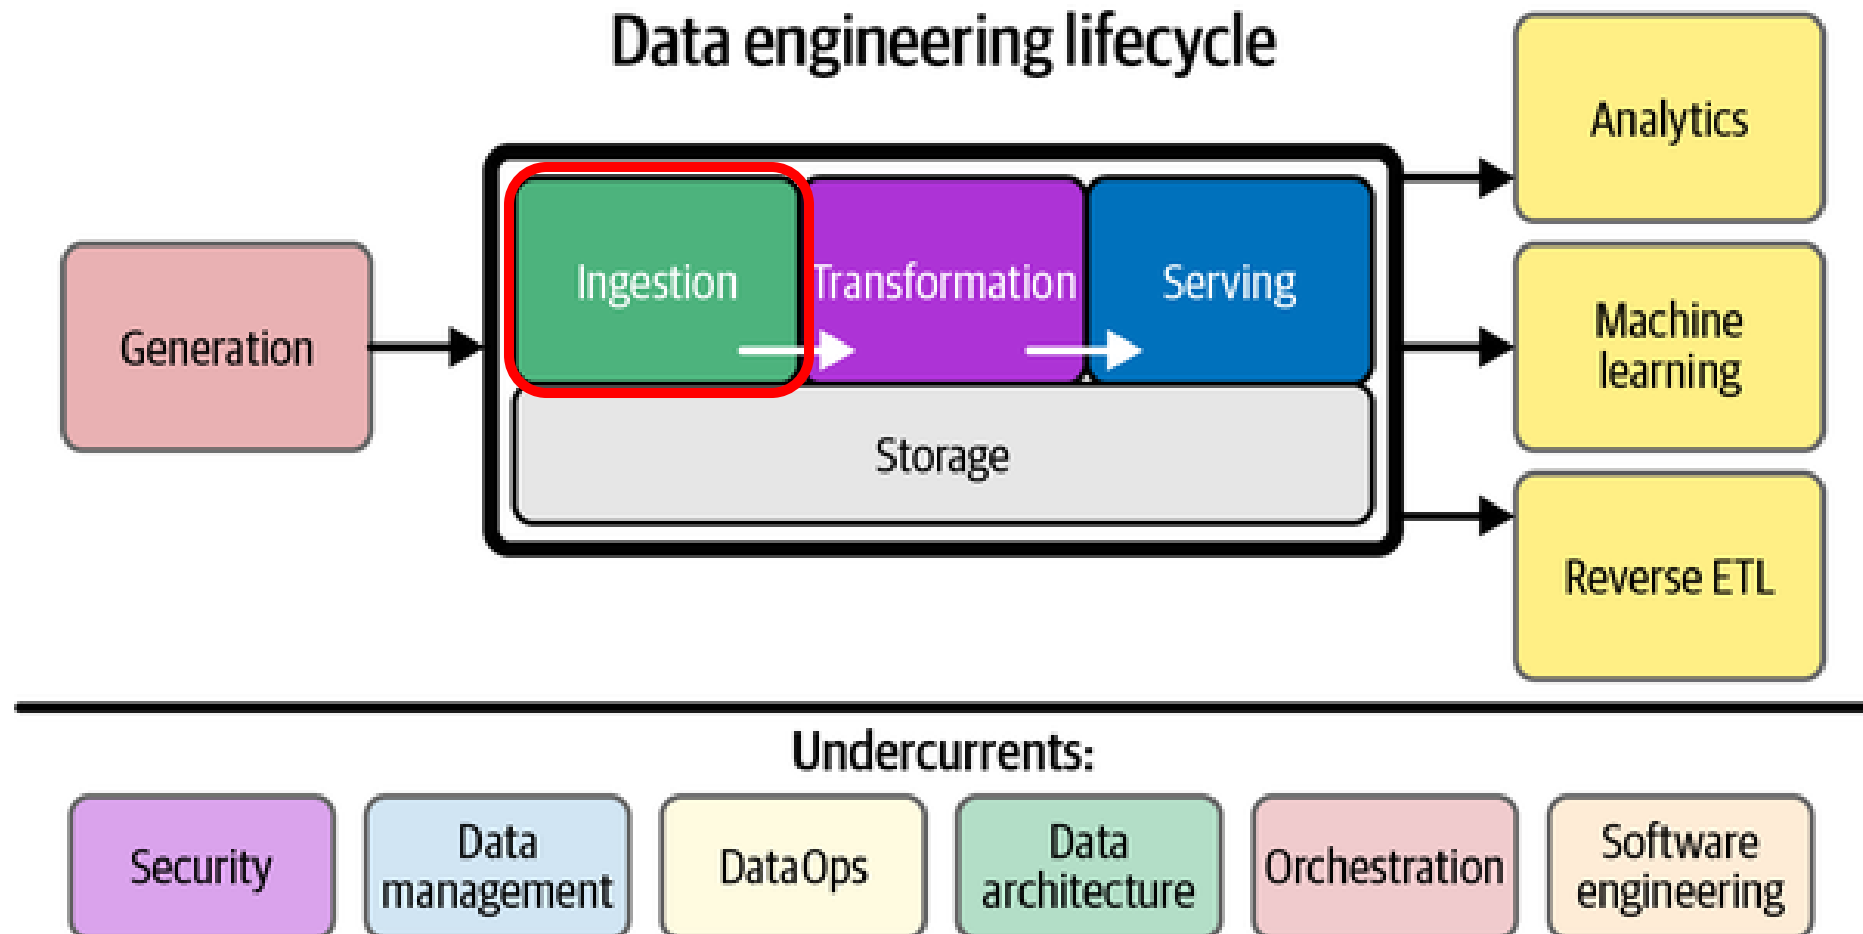 Data engineering lifecycle
Generation
Ingestion
Transformation
Serving
Storage
Analytics
Machine
learning
Reverse ETL
Undercurrents:
Security
Data
management
DataOps
Data
architecture
Orchestration
Software
engineering